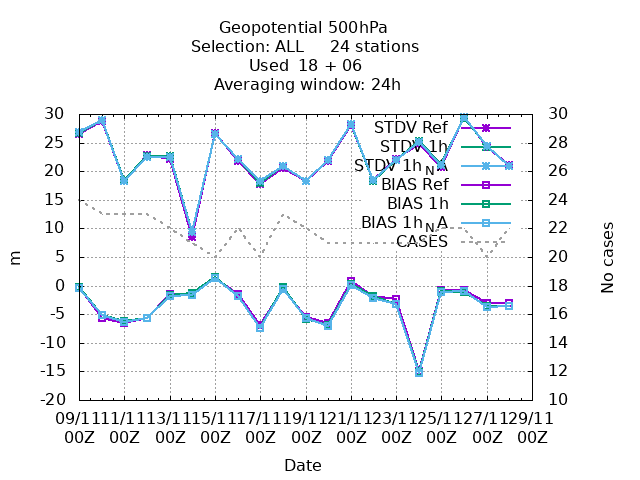 Geopotential 500hPa
Selection: ALL 24 stations
Used 18 + 06
Averaging window: 24h
30 30
25 28
20 26
15 24
10 22
5 20
0 18
-5 16
-10 14
-15 12
-20 10
STDV Ref
STDV 1h
STDV 1h_NA
BIAS Ref
BIAS 1h
BIAS 1h_NA
CASES
m
No cases
09/11 11/11 13/11 15/11 17/11 19/11 21/11 23/11 25/11 27/11 29/11
00Z 00Z 00Z 00Z 00Z 00Z 00Z 00Z 00Z 00Z 00Z
Date